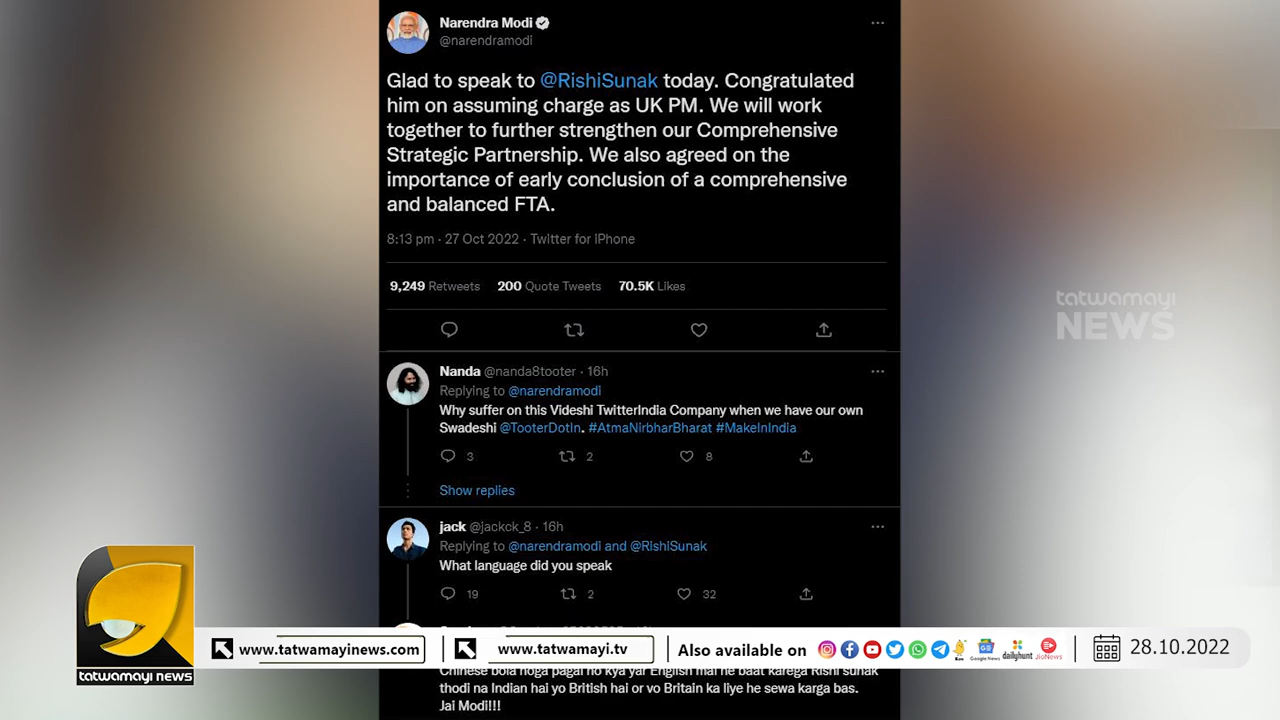 Narendra Modi
@narendramodi
Glad to speak to @RishiSunak today. Congratulated
him on assuming charge as UK PM. We will work
together to further strengthen our Comprehensive
Strategic Partnership. We also agreed on the
importance of early conclusion of a comprehensive
and balanced FTA.
8:13 pm · 27 Oct 2022 · Twitter for iPhone
9,249 Retweets 200 Quote Tweets 70.5K Likes
tatwamayi
NEWS
Nanda @nanda8tooter · 16h
Replying to @narendramodi
Why suffer on this Videshi TwitterIndia Company when we have our own
Swadeshi @TooterDotIn. #AtmaNirbharBharat #MakeInIndia
3 2 8
Show replies
jack @jackck_8 · 16h
Replying to @narendramodi and @RishiSunak
What language did you speak
19 2 32
www.tatwamayinews.com www.tatwamayi.tv Also available on Koo Google News dailyhunt JioNews 28.10.2022
tatwamayi news
Chinese bola hoga pagal ho kya yar English mai he baat karega Rishi sunak
thodi na Indian hai yo British hai or vo Britain ka liye he sewa karga bas.
Jai Modi!!!